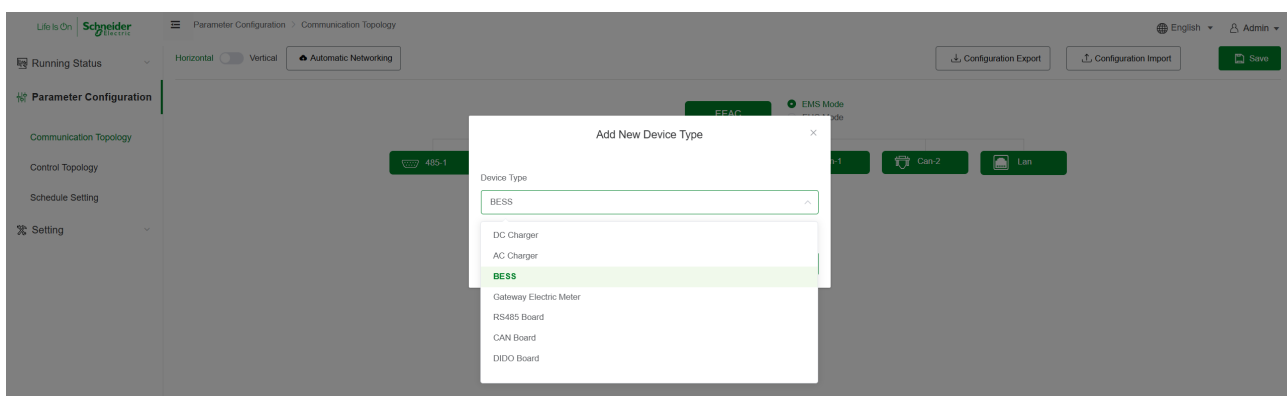 Life Is On Schneider Electric
Parameter Configuration > Communication Topology
English
Admin
Horizontal Vertical Automatic Networking
Configuration Export
Configuration Import
Save
Running Status
Parameter Configuration
Communication Topology
Control Topology
Schedule Setting
Setting
EMS Mode
485-1
Can-2
Lan
Add New Device Type
Device Type
BESS
DC Charger
AC Charger
BESS
Gateway Electric Meter
RS485 Board
CAN Board
DIDO Board